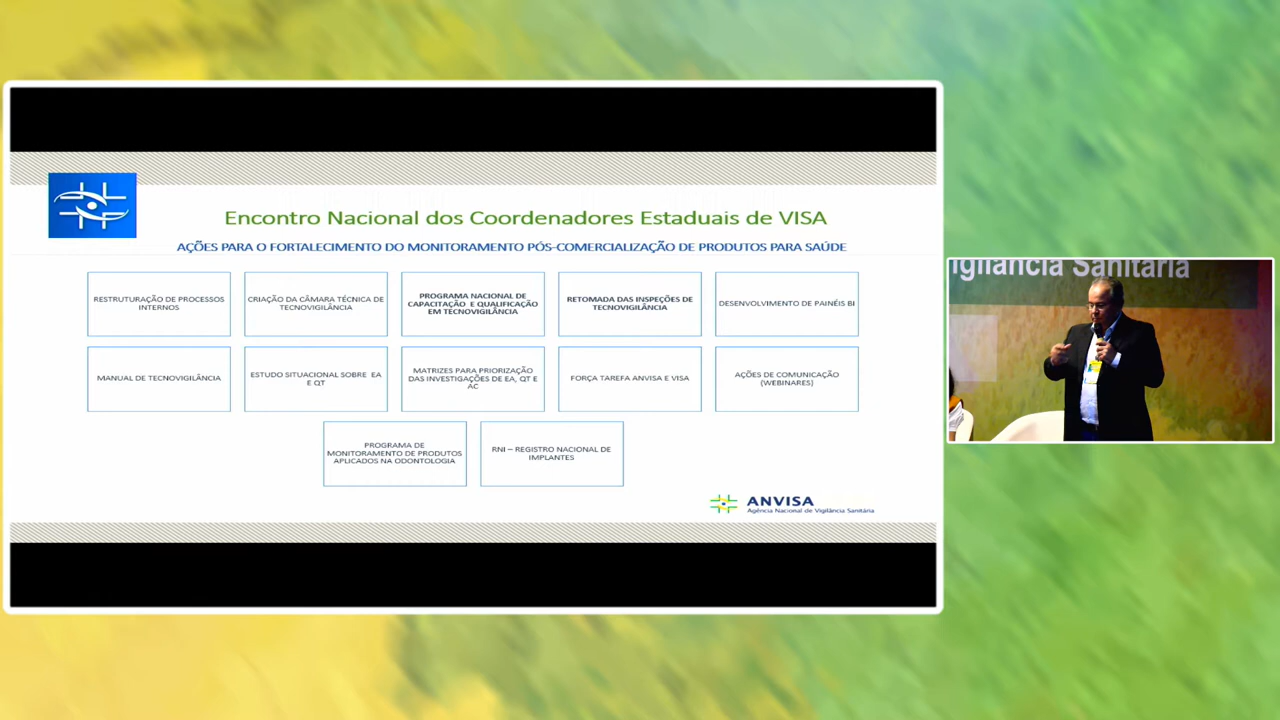 Encontro Nacional dos Coordenadores Estaduais de VISA
AÇÕES PARA O FORTALECIMENTO DO MONITORAMENTO PÓS-COMERCIALIZAÇÃO DE PRODUTOS PARA SAÚDE
RESTRUTURAÇÃO DE PROCESSOS
INTERNOS
CRIAÇÃO DA CÂMARA TÉCNICA DE
TECNOVIGILÂNCIA
PROGRAMA NACIONAL DE
CAPACITAÇÃO E QUALIFICAÇÃO
EM TECNOVIGILÂNCIA
RETOMADA DAS INSPEÇÕES DE
TECNOVIGILÂNCIA
DESENVOLVIMENTO DE PAINÉIS BI
MANUAL DE TECNOVIGILÂNCIA
ESTUDO SITUACIONAL SOBRE EA
E QT
MATRIZES PARA PRIORIZAÇÃO
DAS INVESTIGAÇÕES DE EA, QT E
AC
FORÇA TAREFA ANVISA E VISA
AÇÕES DE COMUNICAÇÃO
(WEBINARES)
PROGRAMA DE
MONITORAMENTO DE PRODUTOS
APLICADOS NA ODONTOLOGIA
RNI – REGISTRO NACIONAL DE
IMPLANTES
ANVISA
Agência Nacional de Vigilância Sanitária
igilância Sanitária